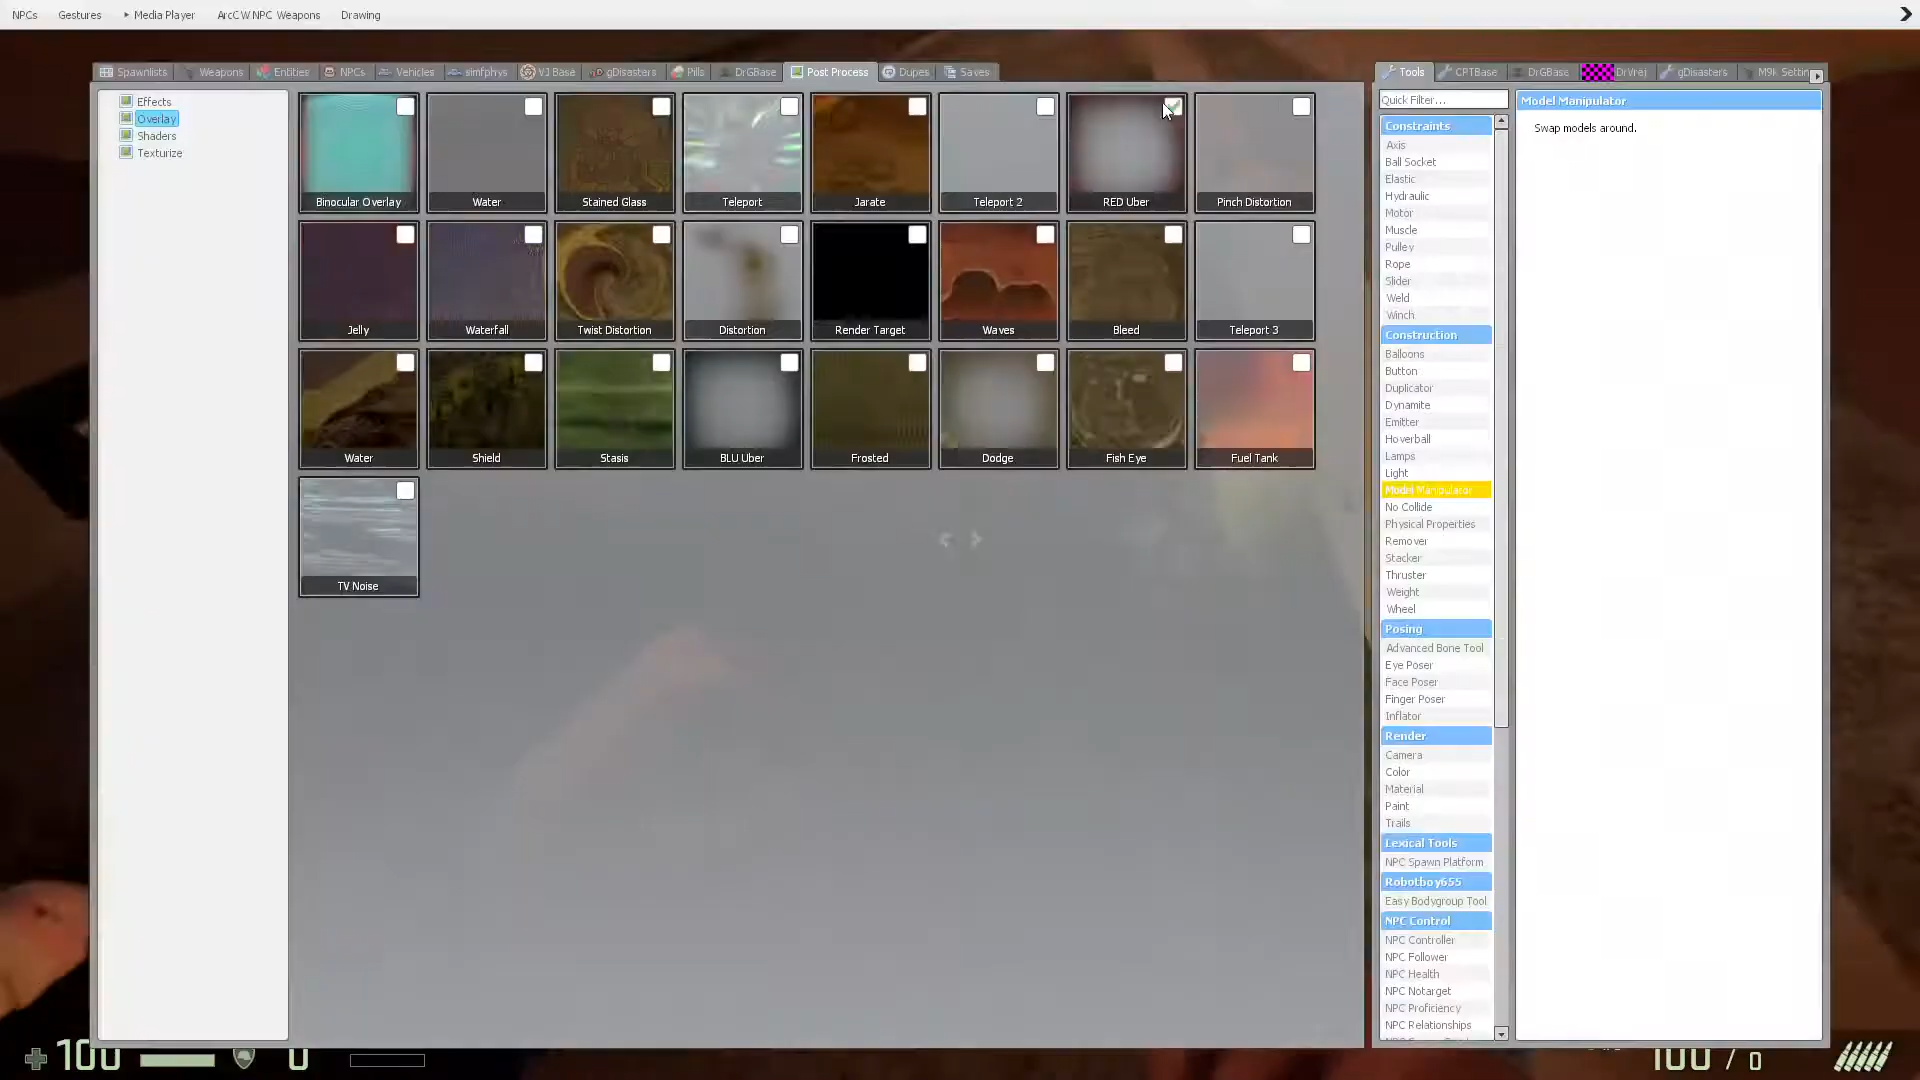 NPCs Gestures Media Player ArcCW NPC Weapons Drawing
Spawnlists Weapons Entities NPCs Vehicles simfphys VJ Base gDisasters Pills DrGBase Post Process Dupes Saves
Effects
Overlay
Shaders
Texturize
Binocular Overlay Water Stained Glass Teleport Jarate Teleport 2 RED Uber Pinch Distortion
Jelly Waterfall Twist Distortion Distortion Render Target Waves Bleed Teleport 3
Water Shield Stasis BLU Uber Frosted Dodge Fish Eye Fuel Tank
TV Noise
Tools CPTBase DrGBase DrVrej gDisasters M9K Settin
Quick Filter...
Constraints
Axis
Ball Socket
Elastic
Hydraulic
Motor
Muscle
Pulley
Rope
Slider
Weld
Winch
Construction
Balloons
Button
Duplicator
Dynamite
Emitter
Hoverball
Lamps
Light
Model Manipulator
No Collide
Physical Properties
Remover
Stacker
Thruster
Weight
Wheel
Posing
Advanced Bone Tool
Eye Poser
Face Poser
Finger Poser
Inflator
Render
Camera
Color
Material
Paint
Trails
Lexical Tools
NPC Spawn Platform
Robotboy655
Easy Bodygroup Tool
NPC Control
NPC Controller
NPC Follower
NPC Health
NPC Notarget
NPC Proficiency
NPC Relationships
Model Manipulator
Swap models around.
100 0
100 / 0